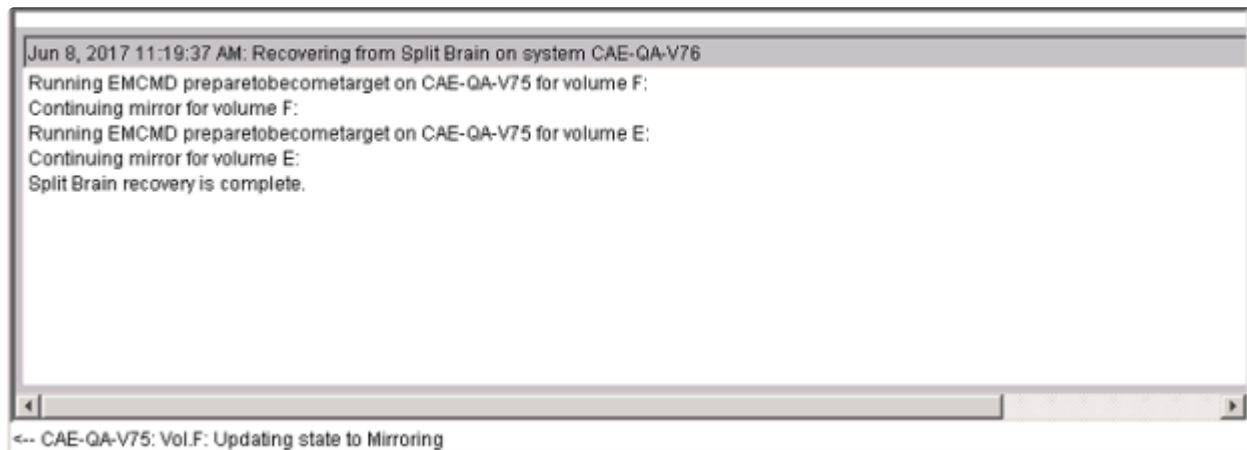 Jun 8, 2017 11:19:37 AM: Recovering from Split Brain on system CAE-QA-V76
Running EMCMD preparetobecometarget on CAE-QA-V75 for volume F:
Continuing mirror for volume F:
Running EMCMD preparetobecometarget on CAE-QA-V75 for volume E:
Continuing mirror for volume E:
Split Brain recovery is complete.
<-- CAE-QA-V75: Vol.F: Updating state to Mirroring